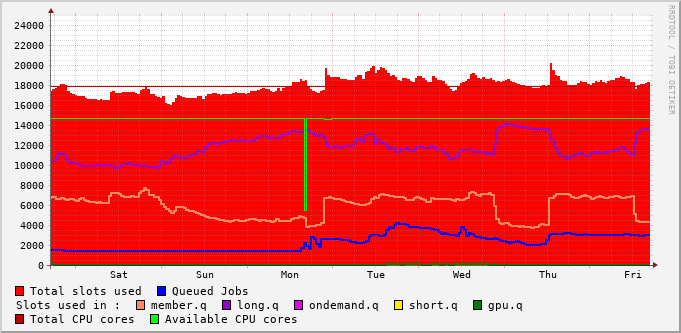 24000
22000
20000
18000
16000
14000
12000
10000
8000
6000
4000
2000
0
Sat Sun Mon Tue Wed Thu Fri
RRDTOOL / TOBI OETIKER
Total slots used Queued Jobs
Slots used in : member.q long.q ondemand.q short.q gpu.q
Total CPU cores Available CPU cores